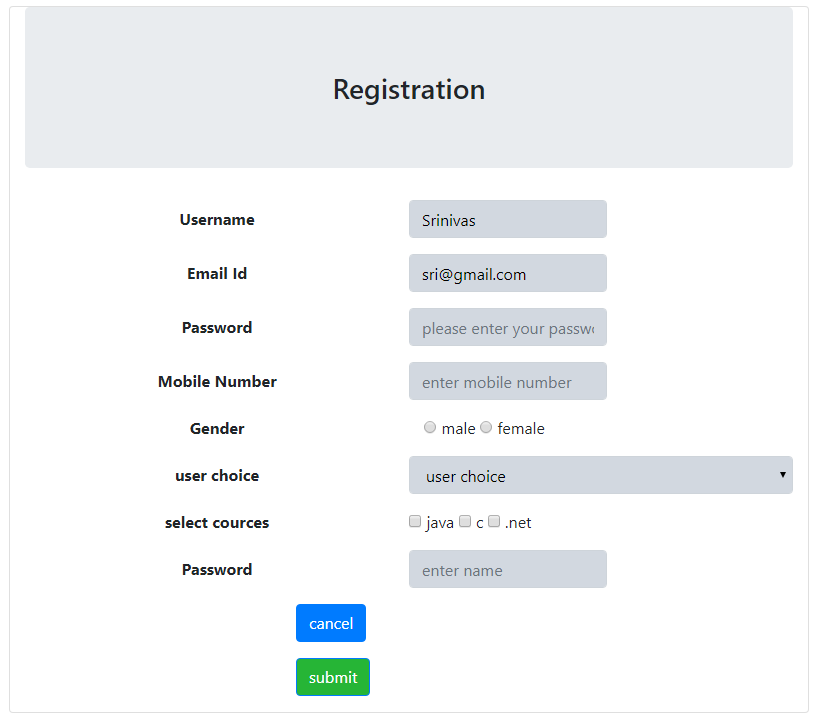 Registration
Username Srinivas
Email Id sri@gmail.com
Password please enter your passw
Mobile Number enter mobile number
Gender male female
user choice user choice
select cources java c .net
Password enter name
cancel
submit